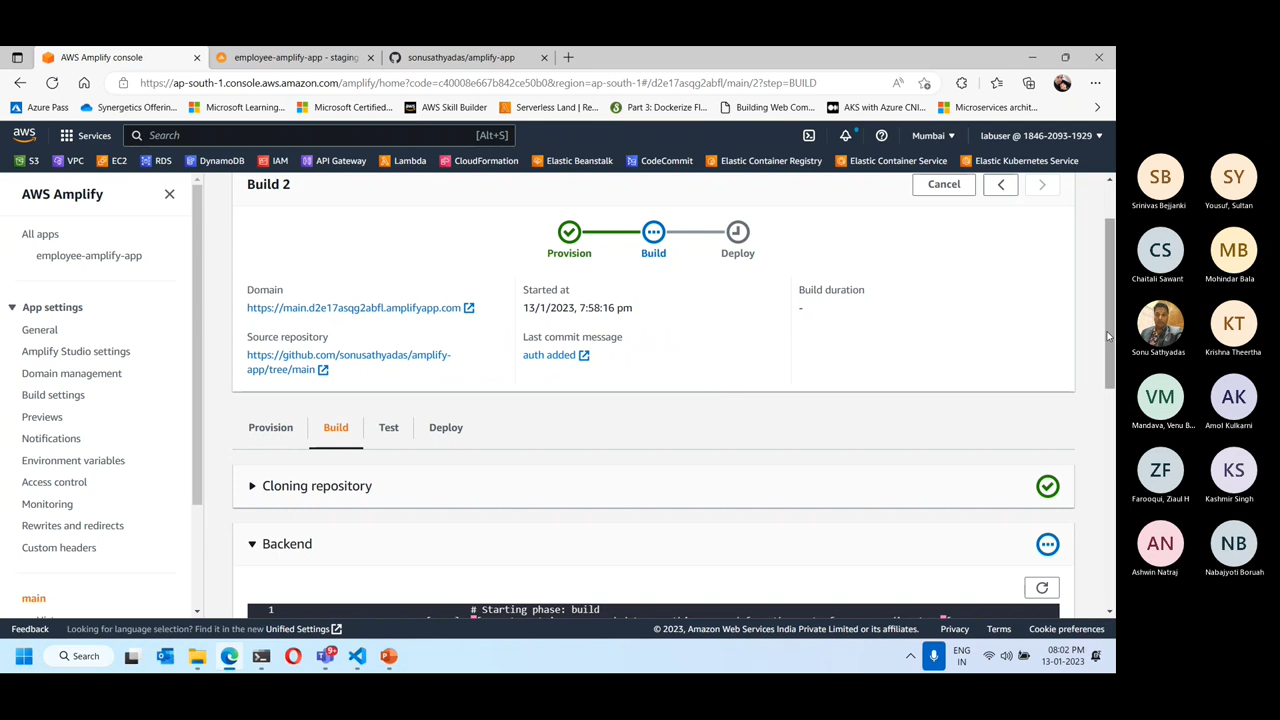 AWS Amplify console
employee-amplify-app - staging
sonusathyadas/amplify-app
https://ap-south-1.console.aws.amazon.com/amplify/home?code=c40008e667b842ce50b0&region=ap-south-1#/d2e17asqg2abfl/main/2?step=BUILD
Azure Pass
Synergetics Offering...
Microsoft Learning...
Microsoft Certified...
AWS Skill Builder
Serverless Land | Re...
Part 3: Dockerize Fl...
Building Web Com...
AKS with Azure CNI...
Microservices archit...
aws
Services
Search
[Alt+S]
Mumbai
labuser @ 1846-2093-1929
S3
VPC
EC2
RDS
DynamoDB
IAM
API Gateway
Lambda
CloudFormation
Elastic Beanstalk
CodeCommit
Elastic Container Registry
Elastic Container Service
Elastic Kubernetes Service
AWS Amplify
All apps
employee-amplify-app
App settings
General
Amplify Studio settings
Domain management
Build settings
Previews
Notifications
Environment variables
Access control
Monitoring
Rewrites and redirects
Custom headers
main
Build 2
Cancel
Provision
Build
Deploy
Domain
https://main.d2e17asqg2abfl.amplifyapp.com
Source repository
https://github.com/sonusathyadas/amplify-
app/tree/main
Started at
13/1/2023, 7:58:16 pm
Last commit message
auth added
Build duration
-
Provision
Build
Test
Deploy
Cloning repository
Backend
1 # Starting phase: build
Feedback
Looking for language selection? Find it in the new Unified Settings
© 2023, Amazon Web Services India Private Limited or its affiliates.
Privacy
Terms
Cookie preferences
Search
9+
ENG
IN
08:02 PM
13-01-2023
SB
Srinivas Bejjanki
SY
Yousuf, Sultan
CS
Chaitali Sawant
MB
Mohindar Bala
Sonu Sathyadas
KT
Krishna Theertha
VM
Mandava, Venu B...
AK
Amol Kulkarni
ZF
Farooqui, Ziaul H
KS
Kashmir Singh
AN
Ashwin Natraj
NB
Nabajyoti Boruah